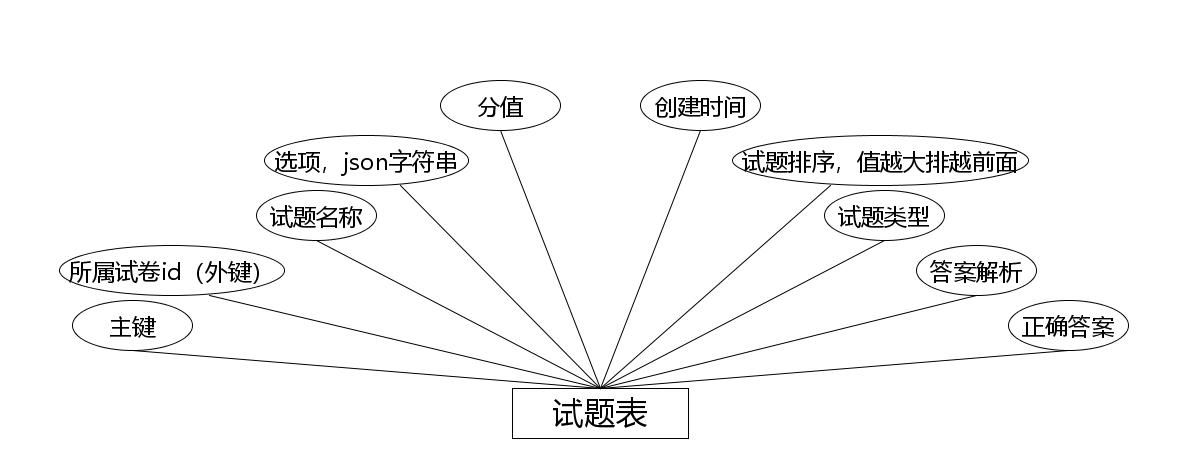 分值
创建时间
选项，json字符串
试题排序，值越大排越前面
试题名称
试题类型
所属试卷id（外键）
答案解析
主键
正确答案
试题表